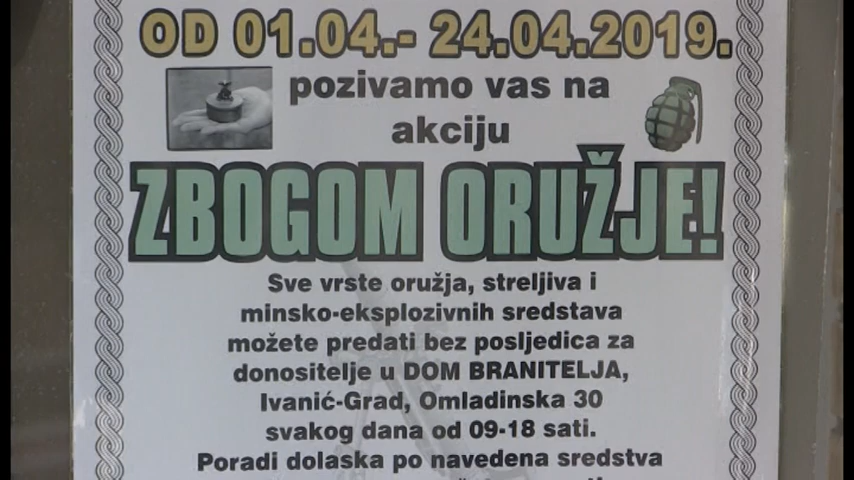 OD 01.04.- 24.04.2019.
pozivamo vas na
akciju
ZBOGOM ORUŽJE!
Sve vrste oružja, streljiva i
minsko-eksplozivnih sredstava
možete predati bez posljedica za
donositelje u DOM BRANITELJA,
Ivanić-Grad, Omladinska 30
svakog dana od 09-18 sati.
Poradi dolaska po navedena sredstva